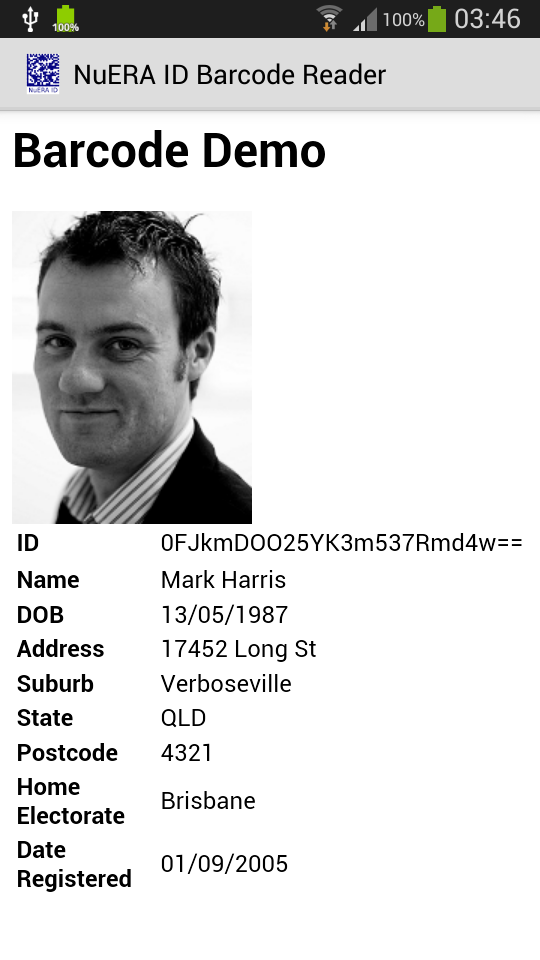 100%
100%
03:46
NUERA ID
NuERA ID Barcode Reader
Barcode Demo
ID 0FJkmDOO25YK3m537Rmd4w==
Name Mark Harris
DOB 13/05/1987
Address 17452 Long St
Suburb Verboseville
State QLD
Postcode 4321
Home
Electorate Brisbane
Date
Registered 01/09/2005